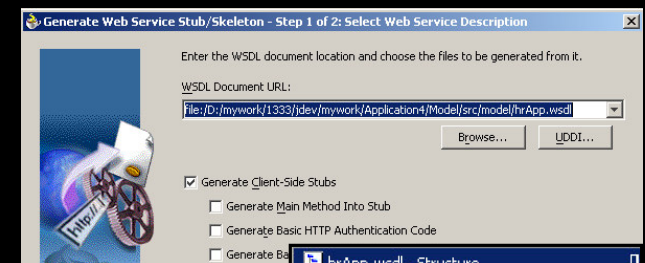 Generate Web Service Stub/Skeleton - Step 1 of 2: Select Web Service Description
Enter the WSDL document location and choose the files to be generated from it.
WSDL Document URL:
file:/D:/mywork/1333/jdev/mywork/Application4/Model/src/model/hrApp.wsdl
Browse... UDDI...
http://
Generate Client-Side Stubs
Generate Main Method Into Stub
Generate Basic HTTP Authentication Code
Generate Ba
hrApp.wsdl - Structure